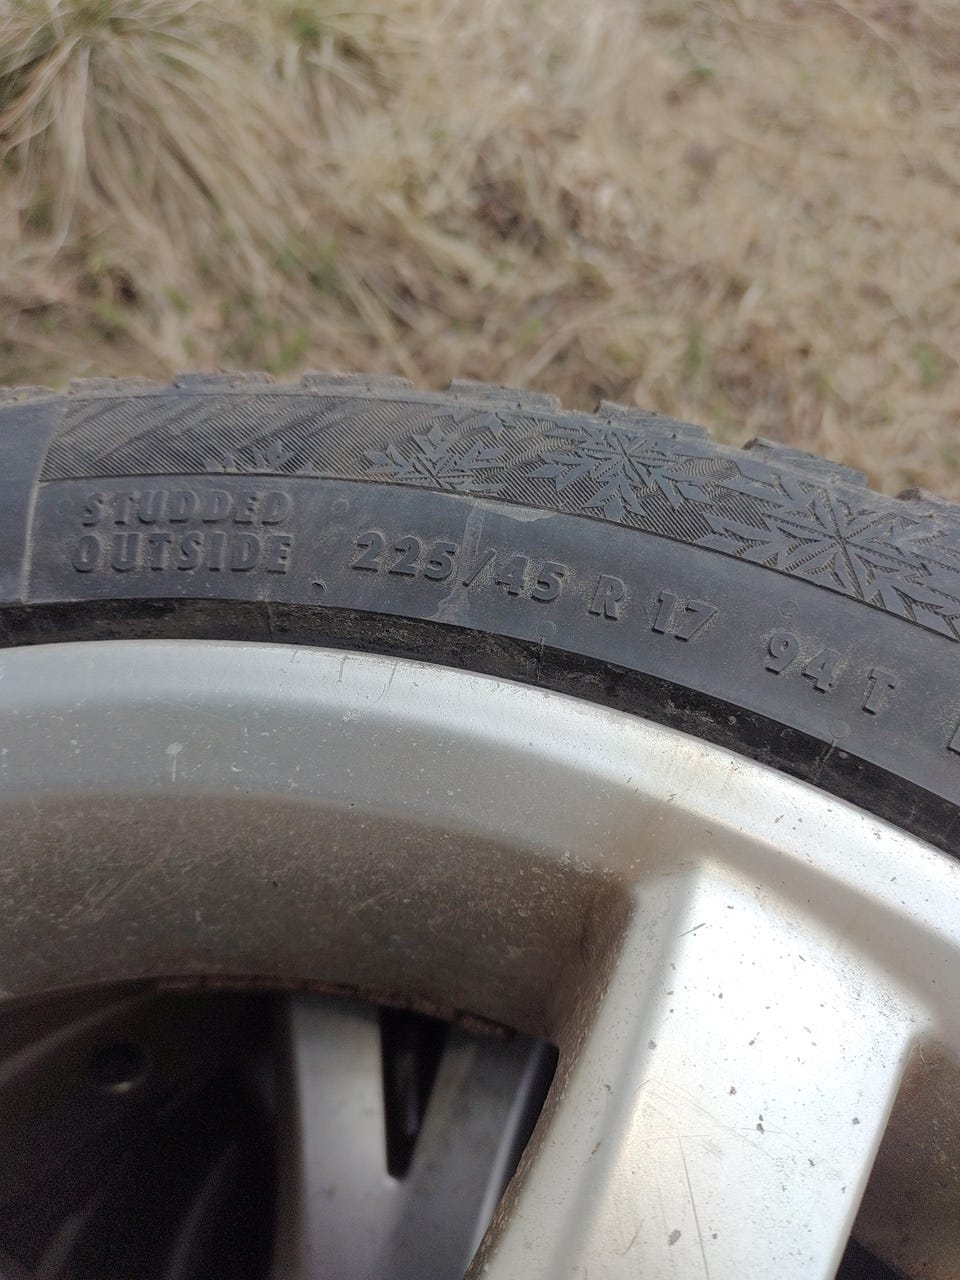 STUDDED
OUTSIDE
225/45 R 17 94 T